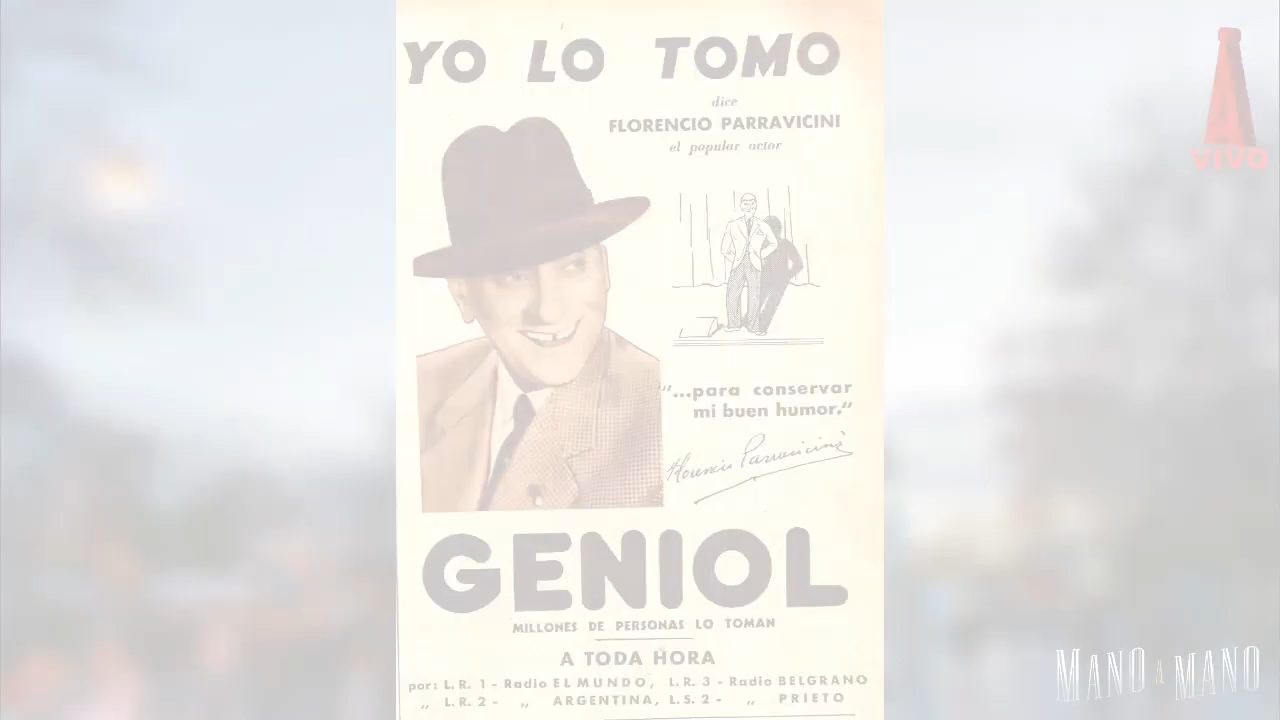 YO LO TOMO
dice
FLORENCIO PARRAVICINI
el popular actor
"...para conservar
mi buen humor."
Florencio Parravicini
GENIOL
MILLONES DE PERSONAS LO TOMAN
A TODA HORA
por: L.R. 1 - Radio EL MUNDO, L.R. 3 - Radio BELGRANO
„ L.R. 2 - „ ARGENTINA, L.S. 2 - „ PRIETO
A
VIVO
MANO A MANO